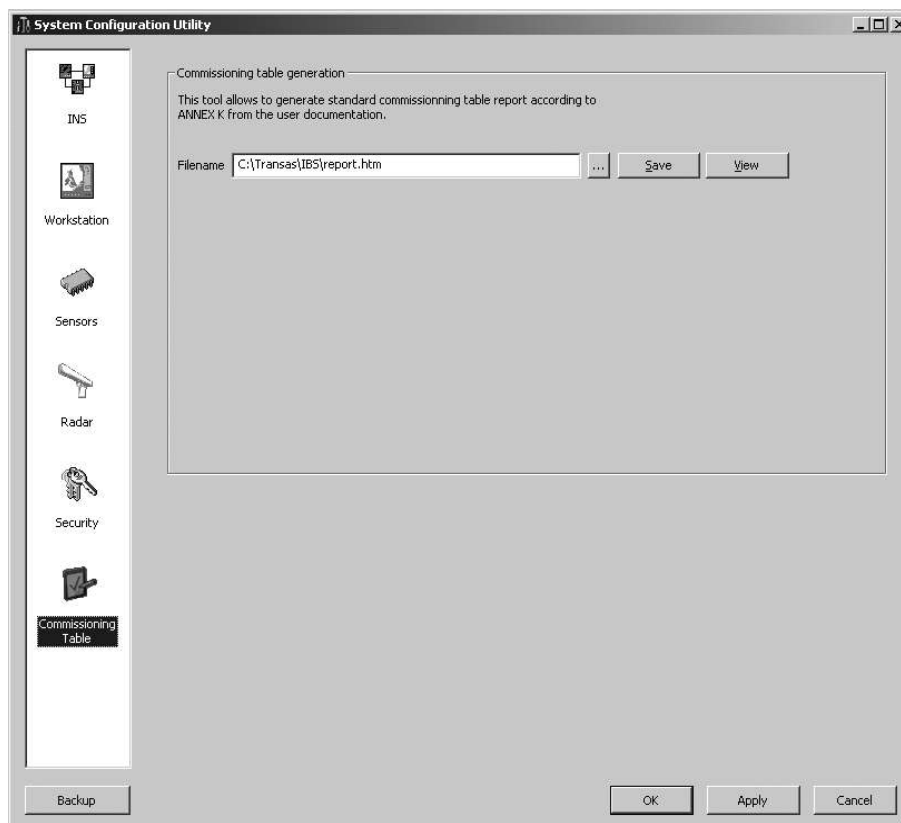 System Configuration Utility
INS
Workstation
Sensors
Radar
Security
Commissioning
Table
Commissioning table generation
This tool allows to generate standard commissionning table report according to
ANNEX K from the user documentation.
Filename C:\Transas\IBS\report.htm ... Save View
Backup OK Apply Cancel